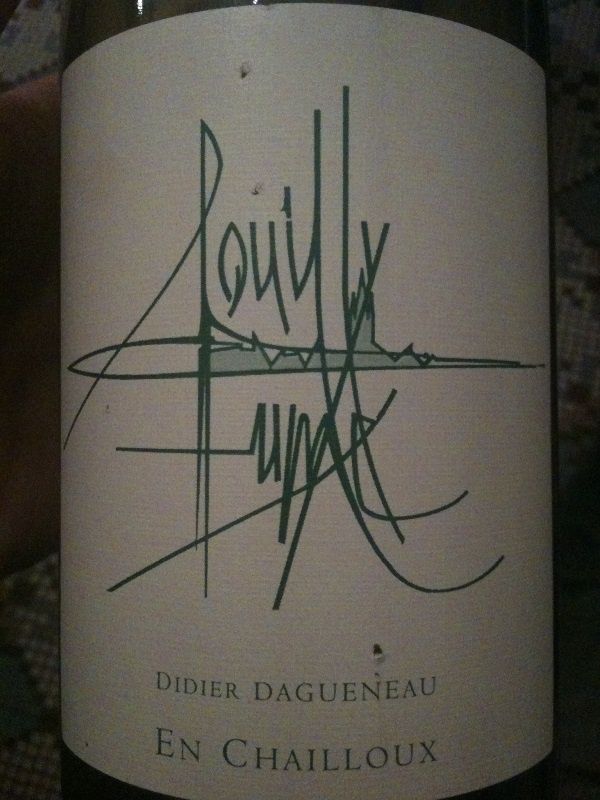 Pouilly
Fumé
DIDIER DAGUENEAU
EN CHAILLOUX